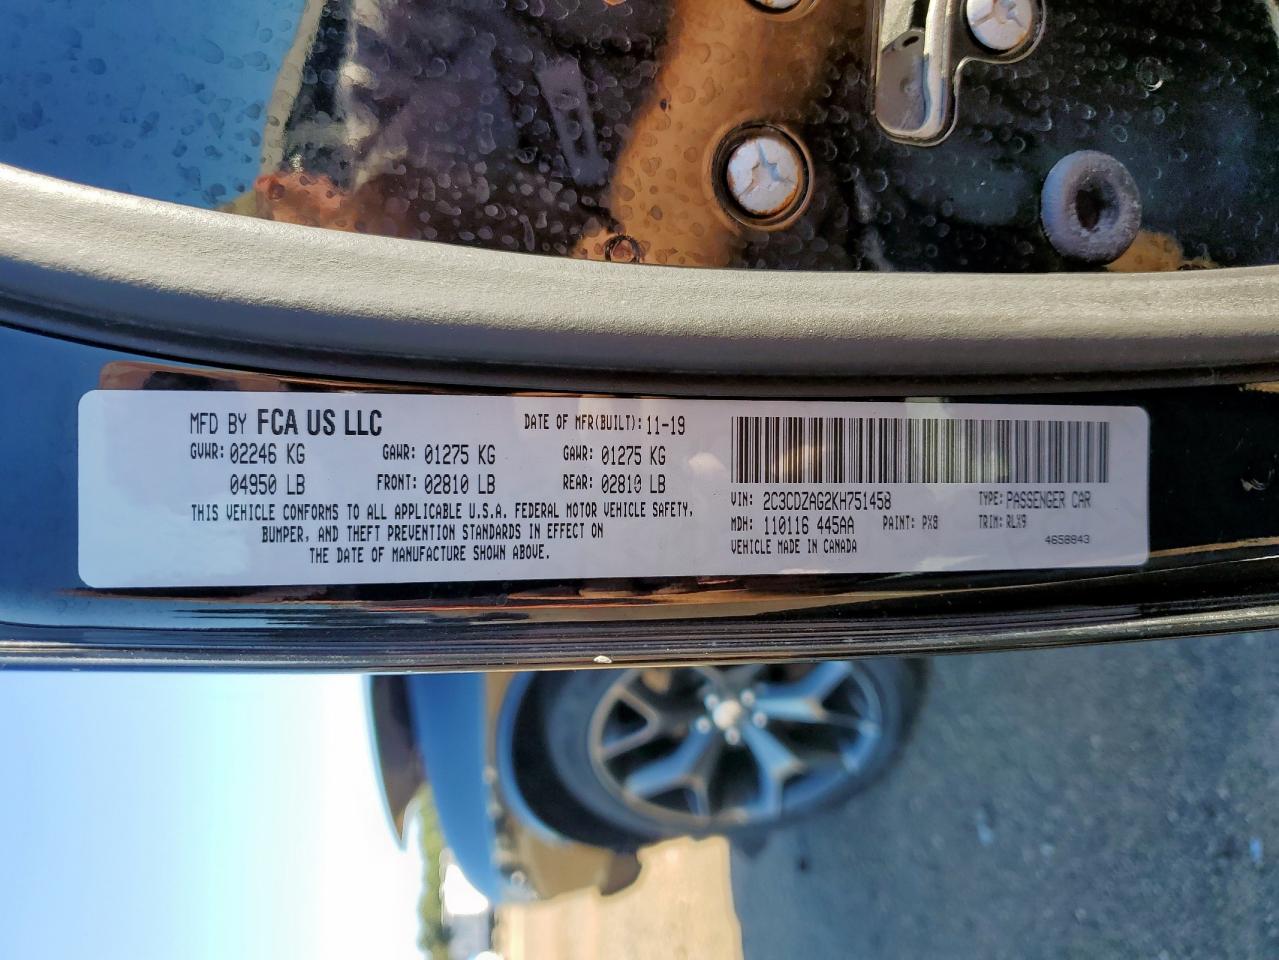 MFD BY FCA US LLC DATE OF MFR(BUILT): 11-19
GVWR: 02246 KG GAWR: 01275 KG GAWR: 01275 KG
04950 LB FRONT: 02810 LB REAR: 02810 LB
THIS VEHICLE CONFORMS TO ALL APPLICABLE U.S.A. FEDERAL MOTOR VEHICLE SAFETY,
BUMPER, AND THEFT PREVENTION STANDARDS IN EFFECT ON
THE DATE OF MANUFACTURE SHOWN ABOVE.
VIN: 2C3CDZAG2KH751458 TYPE: PASSENGER CAR
MDH: 110116 445AA PAINT: PX8 TRIM: RLX9
VEHICLE MADE IN CANADA 4658843